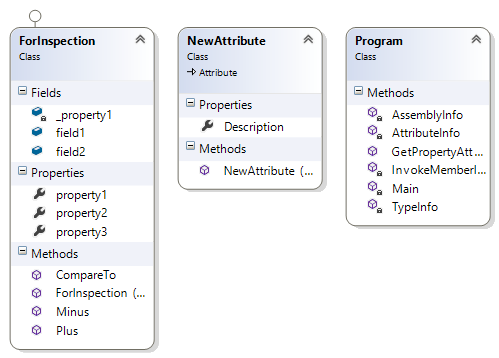 ForInspection
Class
Fields
_property1
field1
field2
Properties
property1
property2
property3
Methods
CompareTo
ForInspection (...
Minus
Plus
NewAttribute
Class
Attribute
Properties
Description
Methods
NewAttribute (...
Program
Class
Methods
AssemblyInfo
AttributeInfo
GetPropertyAtt...
InvokeMemberI...
Main
TypeInfo